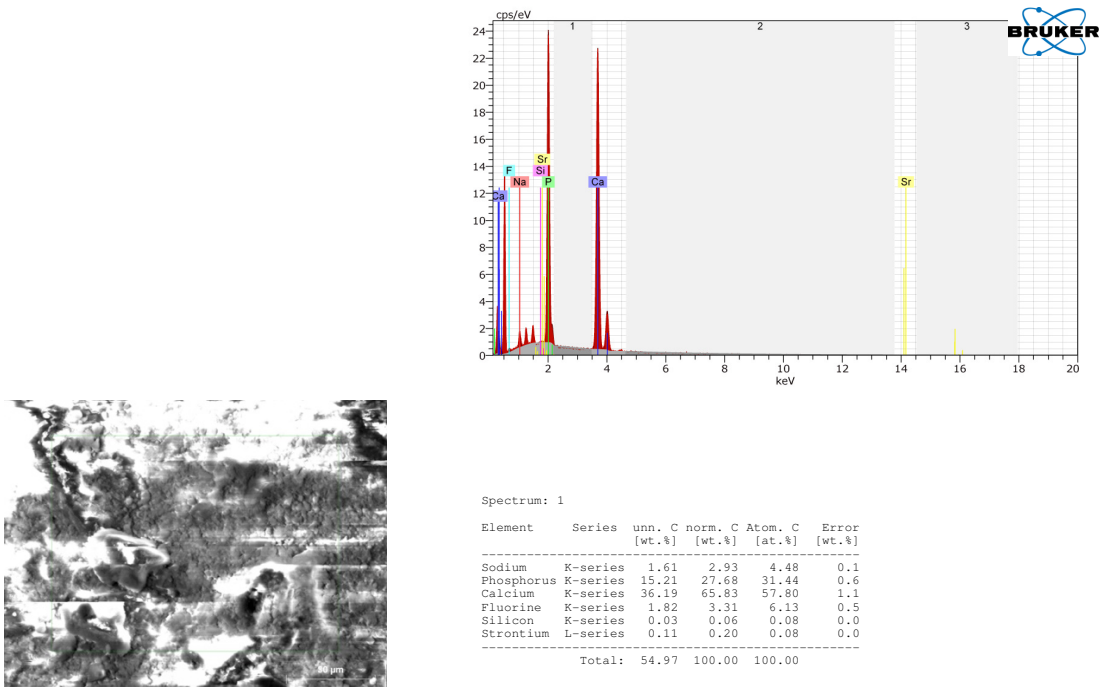 cps/eV
1 2 3
BRUKER
24
22
20
18
16
14
12
10
8
6
4
2
0
Sr
F Si
Na P Ca Sr
Ca
2 4 6 8 10 12 14 16 18 20
keV
Spectrum: 1
Element Series unn. C norm. C Atom. C Error
[wt.%] [wt.%] [at.%] [wt.%]
Sodium K-series 1.61 2.93 4.48 0.1
Phosphorus K-series 15.21 27.68 31.44 0.6
Calcium K-series 36.19 65.83 57.80 1.1
Fluorine K-series 1.82 3.31 6.13 0.5
Silicon K-series 0.03 0.06 0.08 0.0
Strontium L-series 0.11 0.20 0.08 0.0
Total: 54.97 100.00 100.00